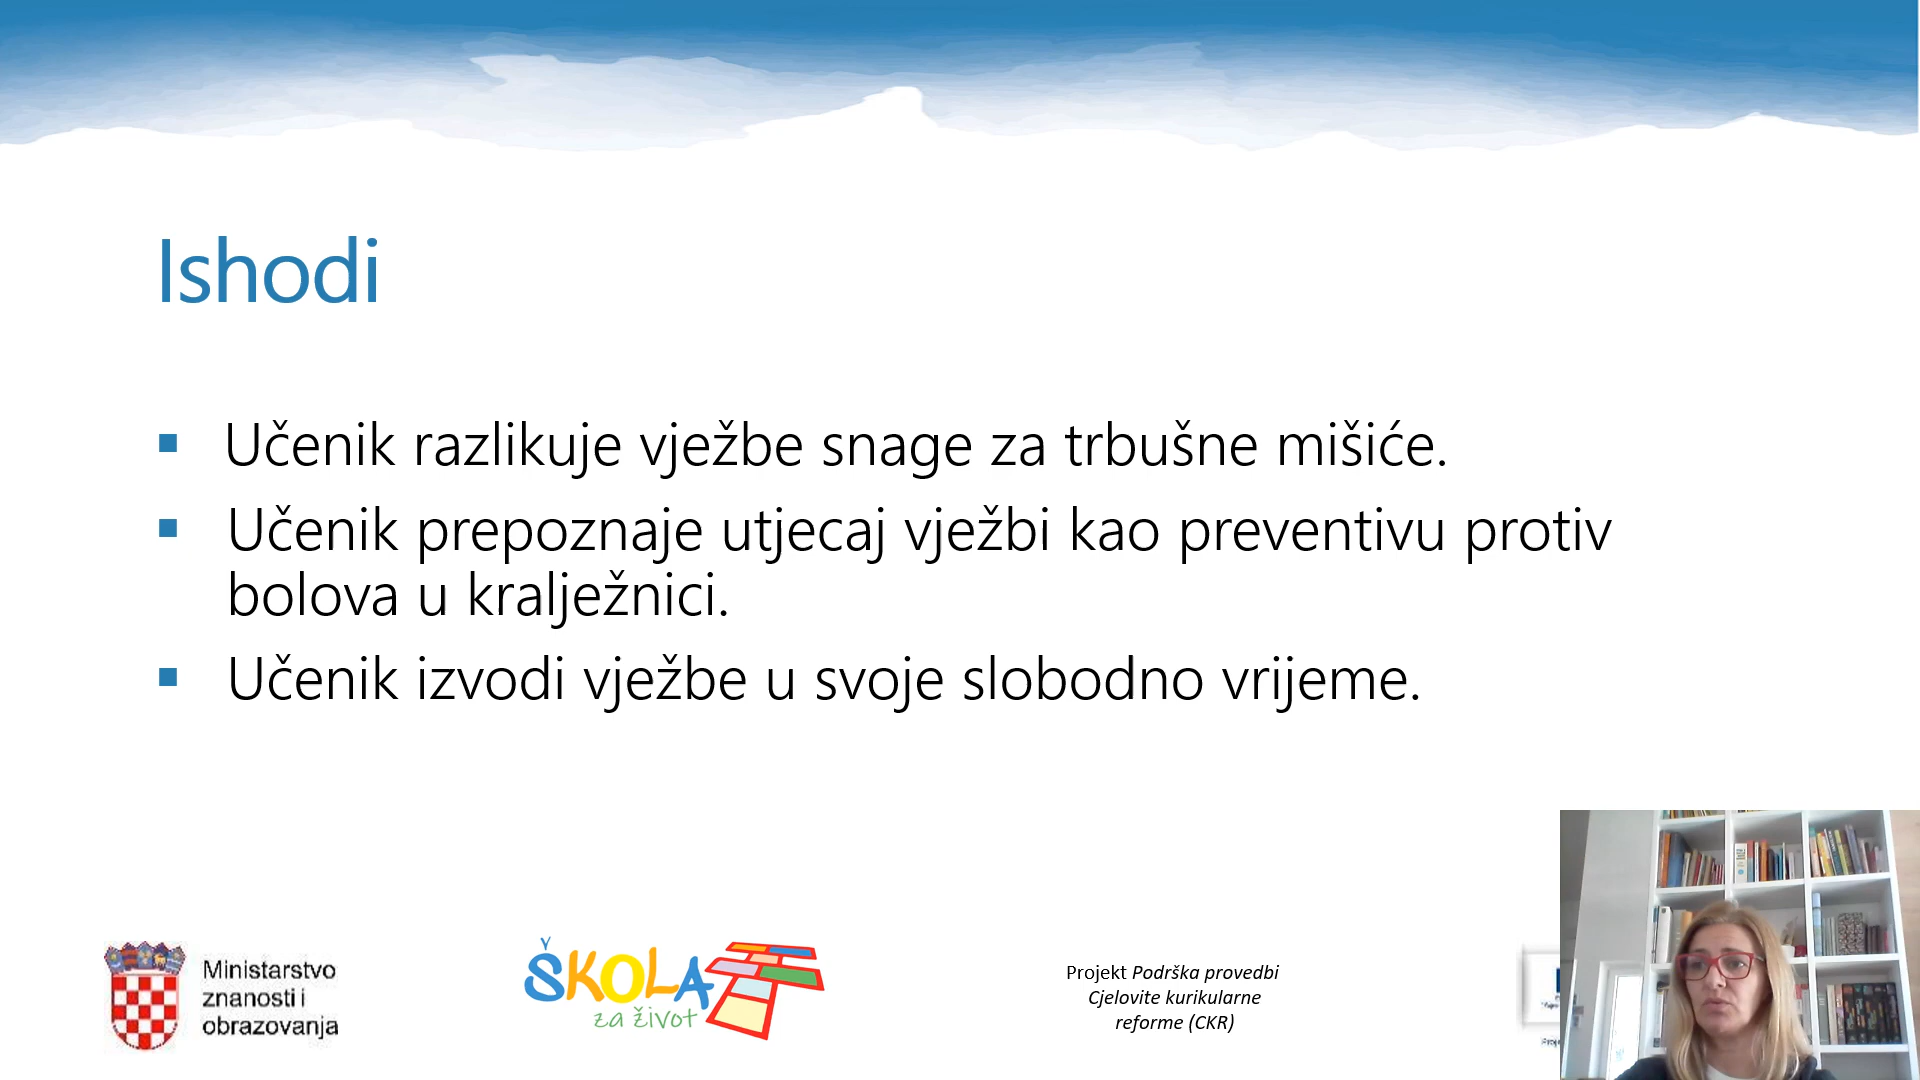 Ishodi
Učenik razlikuje vježbe snage za trbušne mišiće.
Učenik prepoznaje utjecaj vježbi kao preventivu protiv
bolova u kralježnici.
Učenik izvodi vježbe u svoje slobodno vrijeme.
Ministarstvo
znanosti i
obrazovanja
ŠKOLA
za život
Projekt Podrška provedbi
Cjelovite kurikularne
reforme (CKR)